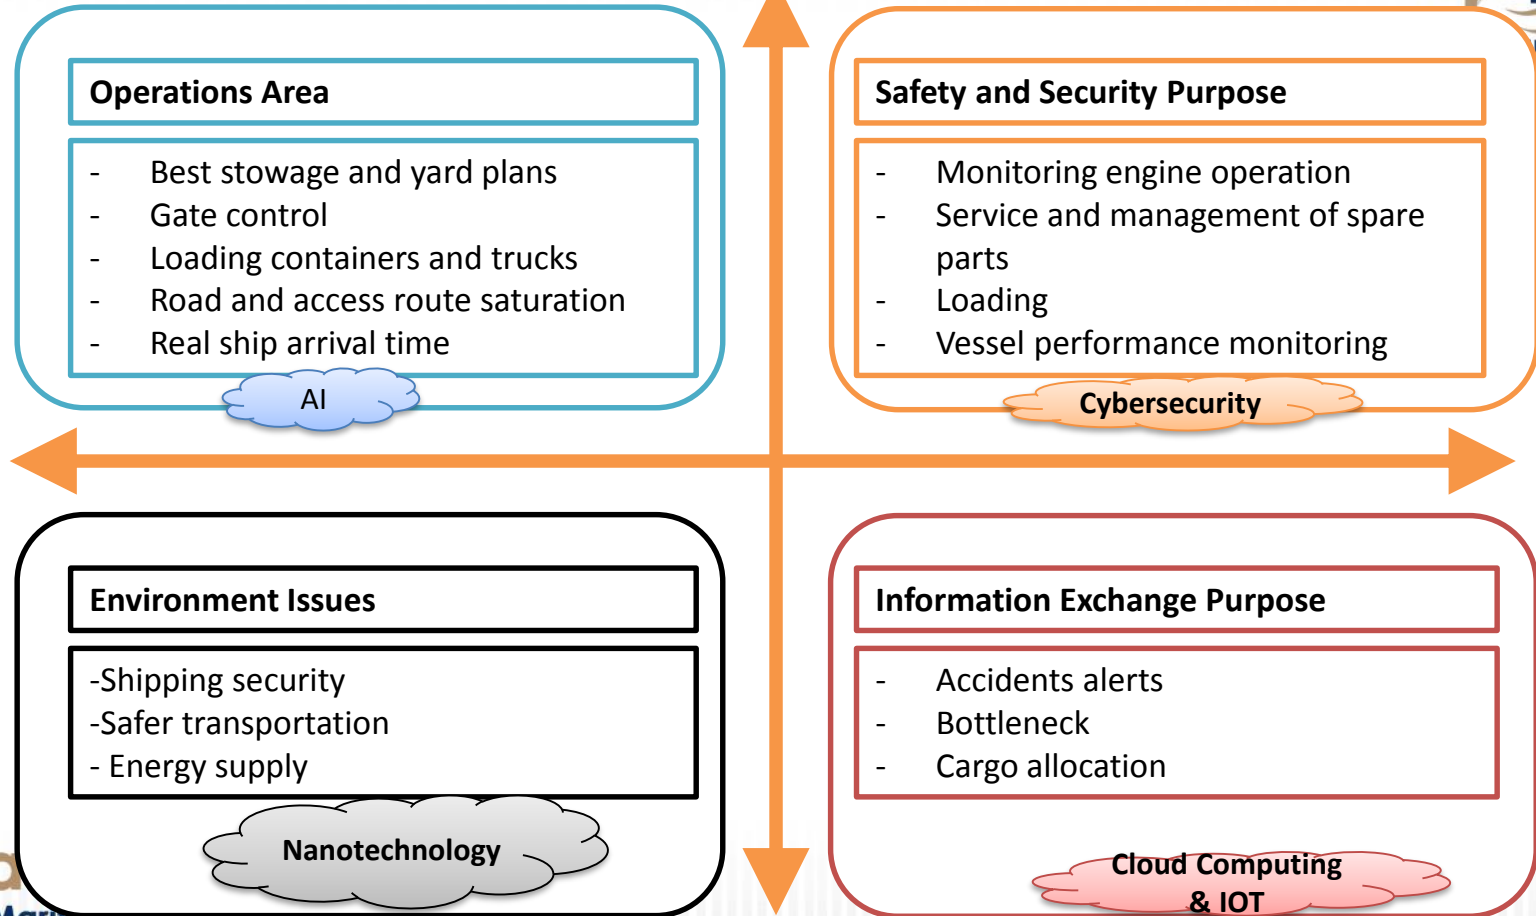 Operations Area
- Best stowage and yard plans
- Gate control
- Loading containers and trucks
- Road and access route saturation
- Real ship arrival time
AI
Safety and Security Purpose
- Monitoring engine operation
- Service and management of spare
parts
- Loading
- Vessel performance monitoring
Cybersecurity
Environment Issues
-Shipping security
-Safer transportation
- Energy supply
Nanotechnology
Information Exchange Purpose
- Accidents alerts
- Bottleneck
- Cargo allocation
Cloud Computing
& IOT